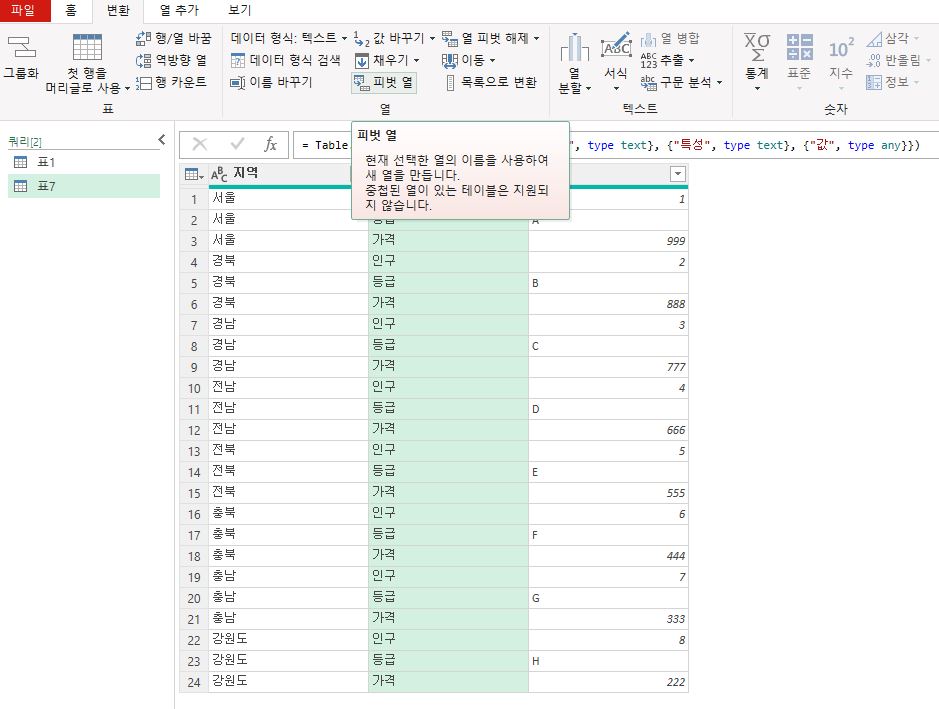 파일 홈 변환 열 추가 보기
그룹화
첫 행을
머리글로 사용
행/열 바꿈
역방향 열
행 카운트
표
데이터 형식: 텍스트
데이터 형식 검색
이름 바꾸기
1 2 값 바꾸기
채우기
피벗 열
열 피벗 해제
이동
목록으로 변환
열
열
분할
ABC
서식
열 병합
ABC 123 추출
abc 구문 분석
텍스트
XO Σ
통계
표준
10²
지수
삼각
.00 반올림
정보
숫자
쿼리[2]
표1
표7
fx
= Table. ", type text}, {"특성", type text}, {"값", type any}})
피벗 열
현재 선택한 열의 이름을 사용하여
새 열을 만듭니다.
중첩된 열이 있는 테이블은 지원되
지 않습니다.
ABC 지역
1 서울 1
2 서울 등급 A
3 서울 가격 999
4 경북 인구 2
5 경북 등급 B
6 경북 가격 888
7 경남 인구 3
8 경남 등급 C
9 경남 가격 777
10 전남 인구 4
11 전남 등급 D
12 전남 가격 666
13 전북 인구 5
14 전북 등급 E
15 전북 가격 555
16 충북 인구 6
17 충북 등급 F
18 충북 가격 444
19 충남 인구 7
20 충남 등급 G
21 충남 가격 333
22 강원도 인구 8
23 강원도 등급 H
24 강원도 가격 222